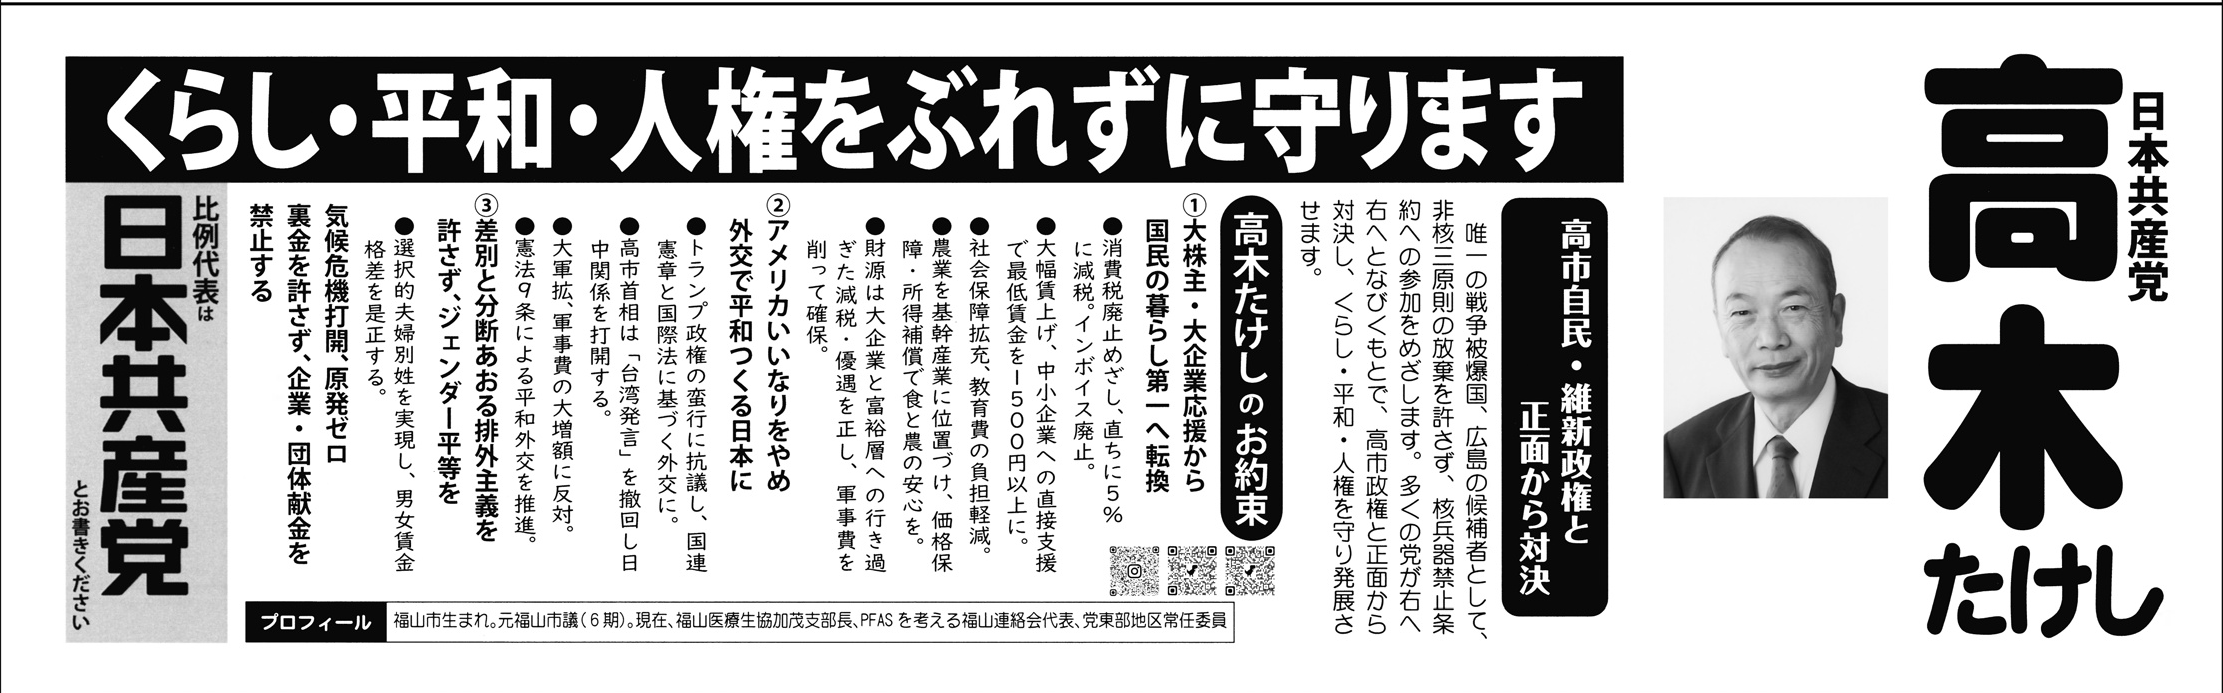 日本共産党
高木たけし
くらし・平和・人権をぶれずに守ります
高市自民・維新政権と
正面から対決
唯一の戦争被爆国、広島の候補者として、
非核三原則の放棄を許さず、核兵器禁止条
約への参加をめざします。多くの党が右へ
右へとなびくもとで、高市政権と正面から
対決し、くらし・平和・人権を守り発展さ
せます。
高木たけしのお約束
①大株主・大企業応援から
国民の暮らし第一へ転換
●消費税廃止めざし、直ちに5%
に減税。インボイス廃止。
●大幅賃上げ、中小企業への直接支援
で最低賃金を1500円以上に。
●社会保障拡充、教育費の負担軽減。
●農業を基幹産業に位置づけ、価格保
障・所得補償で食と農の安心を。
●財源は大企業と富裕層への行き過
ぎた減税・優遇を正し、軍事費を
削って確保。
②アメリカいいなりをやめ
外交で平和つくる日本に
●トランプ政権の蛮行に抗議し、国連
憲章と国際法に基づく外交に。
●高市首相は「台湾発言」を撤回し日
中関係を打開する。
●大軍拡、軍事費の大増額に反対。
●憲法9条による平和外交を推進。
③差別と分断あおる排外主義を
許さず、ジェンダー平等を
●選択的夫婦別姓を実現し、男女賃金
格差を是正する。
気候危機打開、原発ゼロ
裏金を許さず、企業・団体献金を
禁止する
プロフィール
福山市生まれ。元福山市議(6期)。現在、福山医療生協加茂支部長、PFASを考える福山連絡会代表、党東部地区常任委員
比例代表は
日本共産党
とお書きください